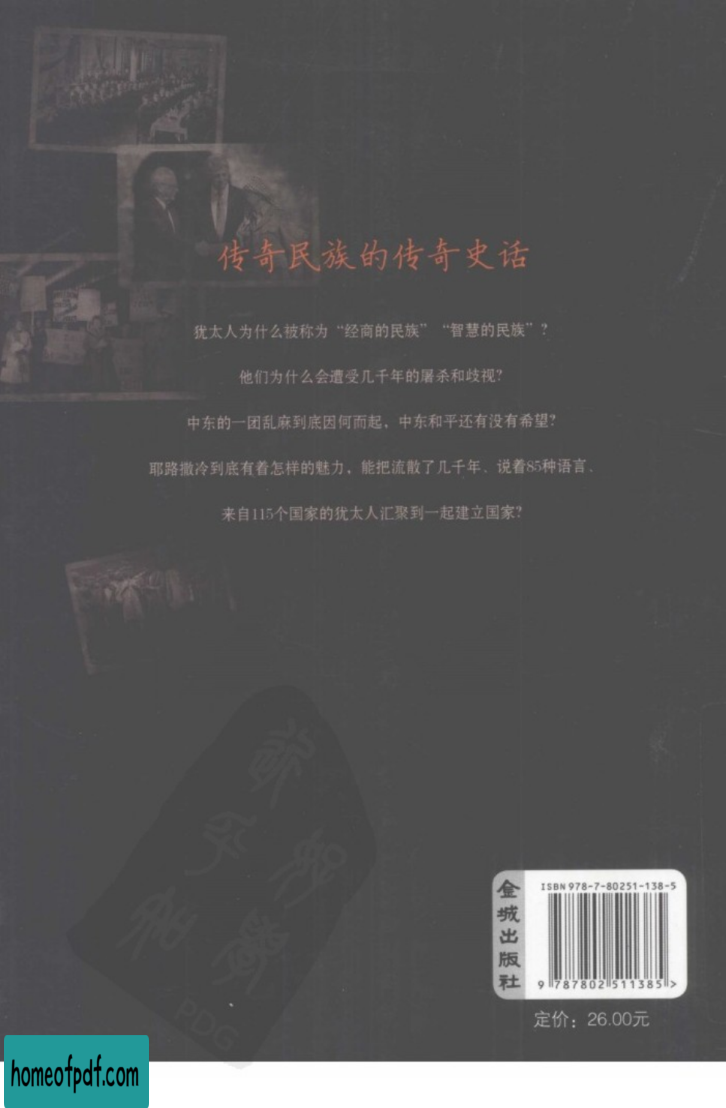 传奇民族的传奇史话
犹太人为什么被称为“经商的民族”“智慧的民族”?
他们为什么会遭受几千年的屠杀和歧视?
中东的一团乱麻到底因何而起，中东和平还有没有希望?
耶路撒冷到底有着怎样的魅力，能把流散了几千年、说着85种语言、
来自115个国家的犹太人汇聚到一起建立国家?
PDG
金城出版社
ISBN 978-7-80251-138-5
9 787802 511385 >
定价：26.00元
homeofpdf.com